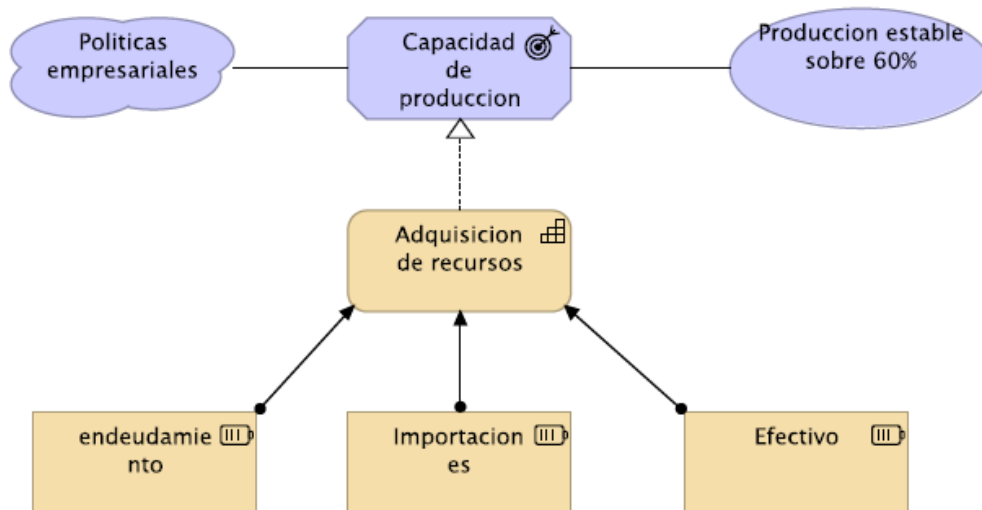 Politicas
empresariales
Capacidad
de
produccion
Produccion estable
sobre 60%
Adquisicion
de recursos
endeudamie
nto
Importacion
es
Efectivo